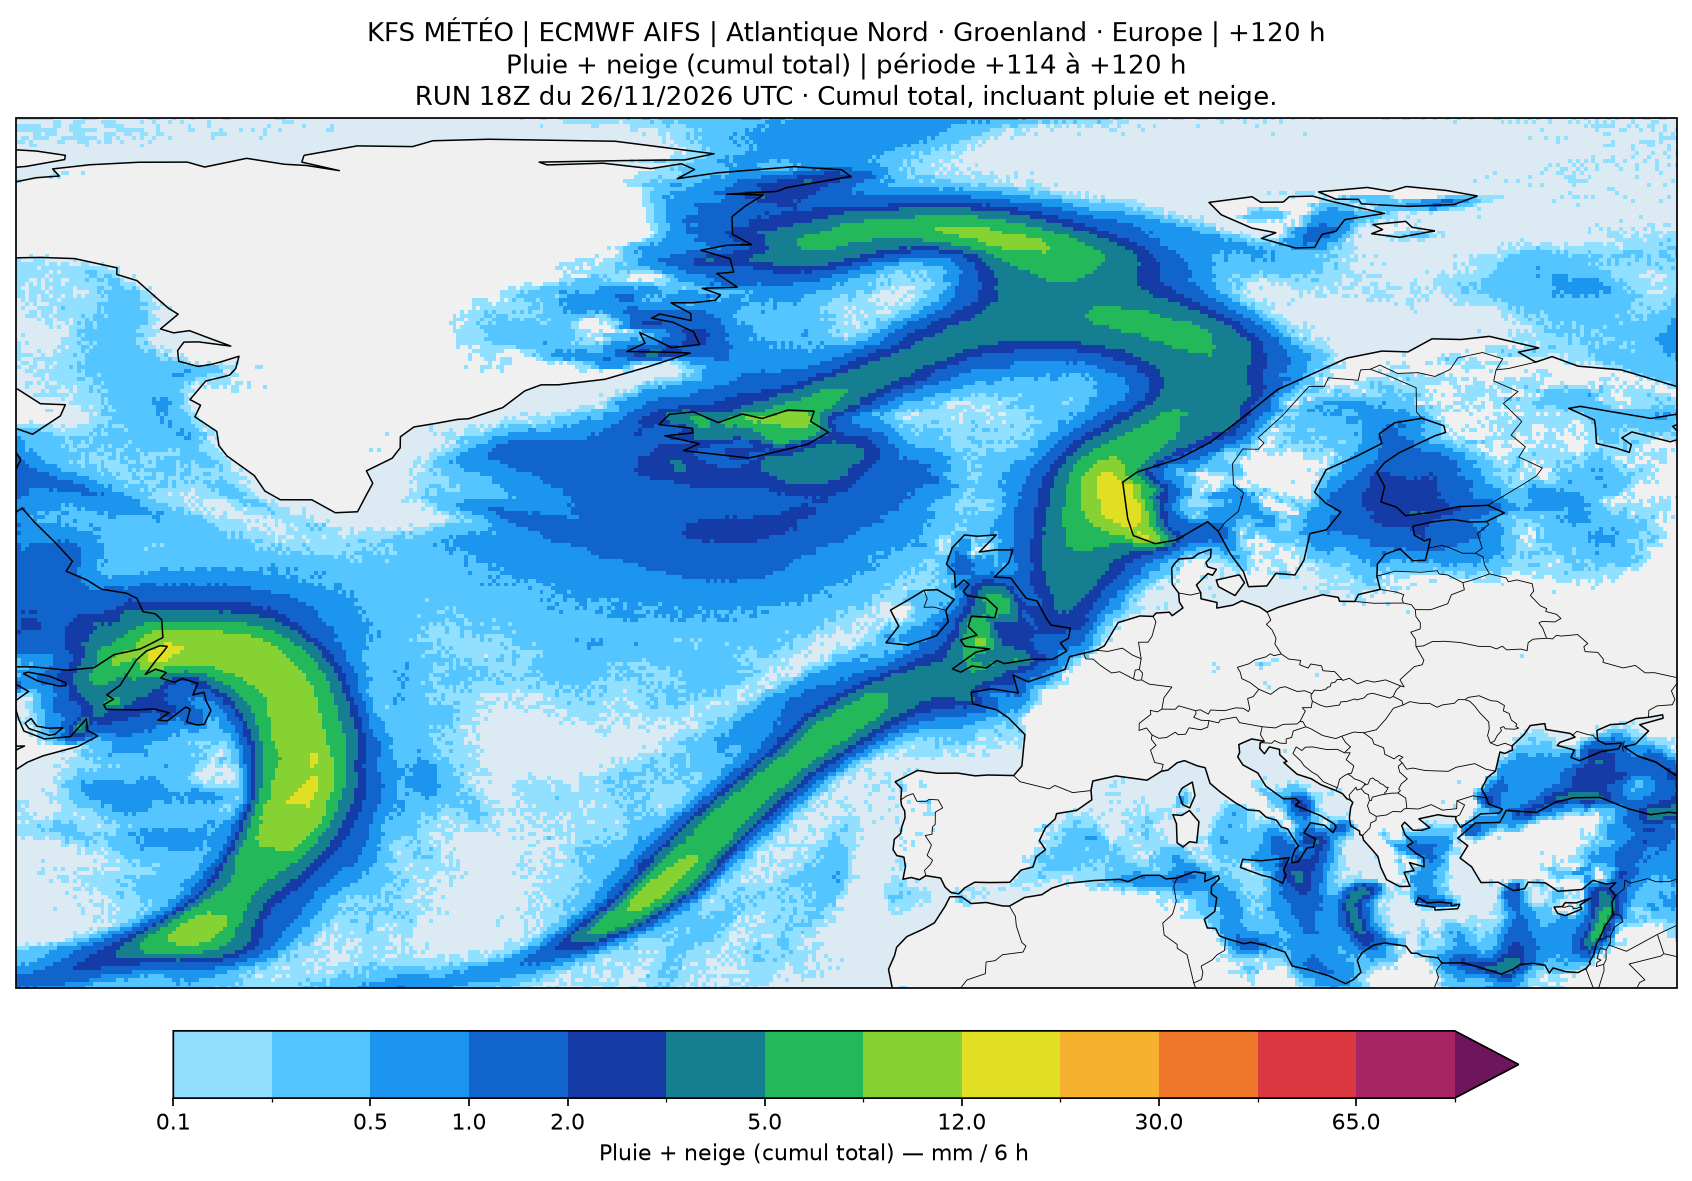 KFS MÉTÉO | ECMWF AIFS | Atlantique Nord · Groenland · Europe | +120 h
Pluie + neige (cumul total) | période +114 à +120 h
RUN 18Z du 26/11/2026 UTC · Cumul total, incluant pluie et neige.
0.1 0.5 1.0 2.0 5.0 12.0 30.0 65.0
Pluie + neige (cumul total) — mm / 6 h